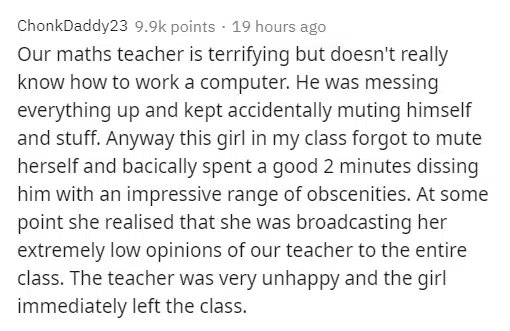 ChonkDaddy23 9.9k points · 19 hours ago
Our maths teacher is terrifying but doesn't really
know how to work a computer. He was messing
everything up and kept accidentally muting himself
and stuff. Anyway this girl in my class forgot to mute
herself and bacically spent a good 2 minutes dissing
him with an impressive range of obscenities. At some
point she realised that she was broadcasting her
extremely low opinions of our teacher to the entire
class. The teacher was very unhappy and the girl
immediately left the class.